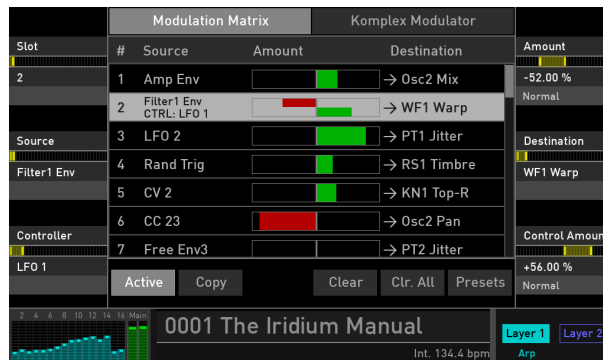 Modulation Matrix
Komplex Modulator
Slot
2
Source
Filter1 Env
Controller
LFO 1
# Source Amount Destination
1 Amp Env → Osc2 Mix
2 Filter1 Env CTRL: LFO 1 → WF1 Warp
3 LFO 2 → PT1 Jitter
4 Rand Trig → RS1 Timbre
5 CV 2 → KN1 Top-R
6 CC 23 → Osc2 Pan
7 Free Env3 → PT2 Jitter
Active Copy Clear Clr. All Presets
Amount
-52.00 %
Normal
Destination
WF1 Warp
Control Amoun
+56.00 %
Normal
2 4 6 8 10 12 14 16 Main
0001 The Iridium Manual
Int. 134.4 bpm
Layer 1 Layer 2
Arp